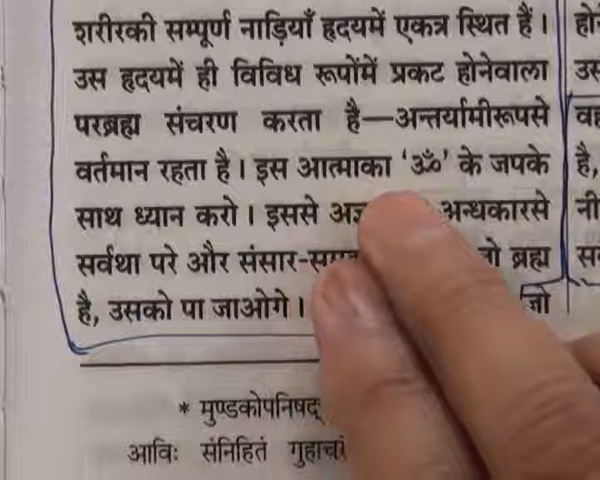 शरीरकी सम्पूर्ण नाड़ियाँ हृदयमें एकत्र स्थित हैं।
उस हृदयमें ही विविध रूपोंमें प्रकट होनेवाला
परब्रह्म संचरण करता है—अन्तर्यामीरूपसे
वर्तमान रहता है। इस आत्माका ‘ॐ’ के जपके
साथ ध्यान करो। इससे अन्धकारसे
सर्वथा परे और ब्रह्म
है, उसको पा जाओगे। जो
* मुण्डकोपनिषद्
आविः संनिहितं